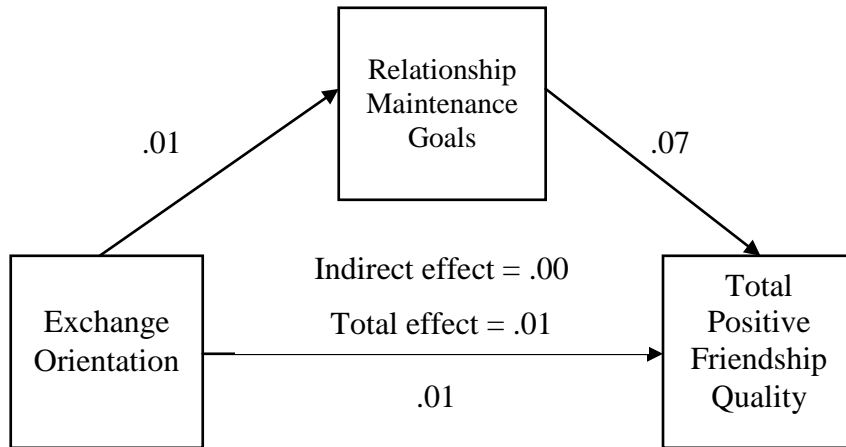 Relationship
Maintenance
Goals
.01
.07
Indirect effect = .00
Total effect = .01
Exchange
Orientation
Total
Positive
Friendship
Quality
.01